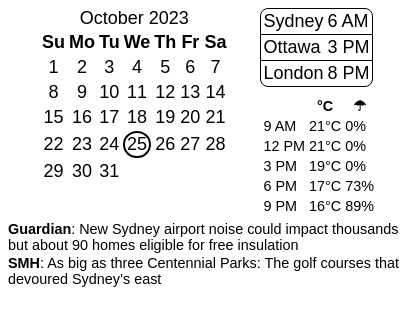 October 2023
Su Mo Tu We Th Fr Sa
1 2 3 4 5 6 7
8 9 10 11 12 13 14
15 16 17 18 19 20 21
22 23 24 25 26 27 28
29 30 31
Sydney 6 AM
Ottawa 3 PM
London 8 PM
°C ☂
9 AM 21°C 0%
12 PM 21°C 0%
3 PM 19°C 0%
6 PM 17°C 73%
9 PM 16°C 89%
Guardian: New Sydney airport noise could impact thousands
but about 90 homes eligible for free insulation
SMH: As big as three Centennial Parks: The golf courses that
devoured Sydney’s east